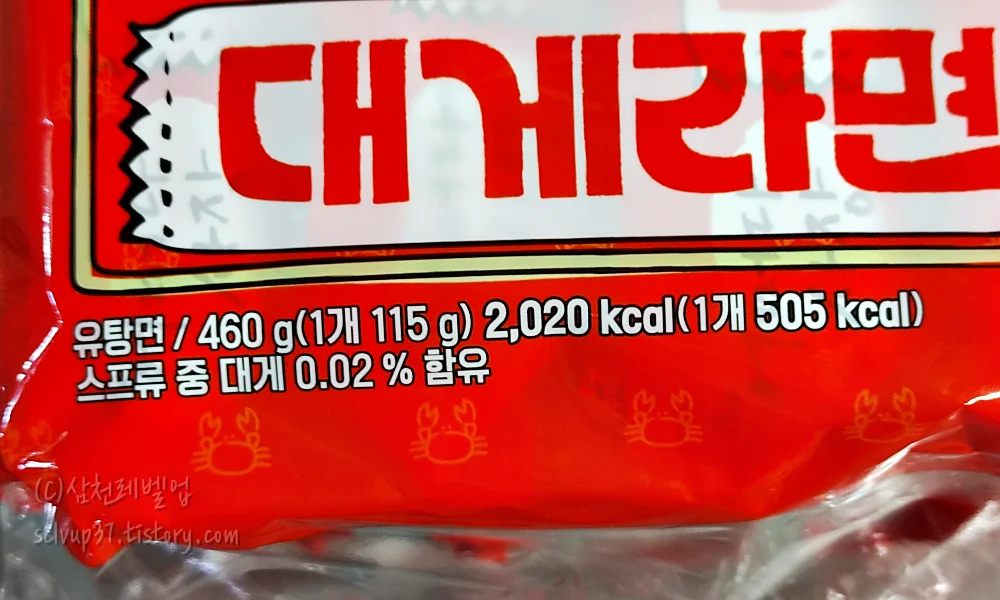 대게라면
유탕면 / 460 g(1개 115 g) 2,020 kcal(1개 505 kcal)
스프류 중 대게 0.02 % 함유
(C)삼천레벨업
sclvup37.tistory.com